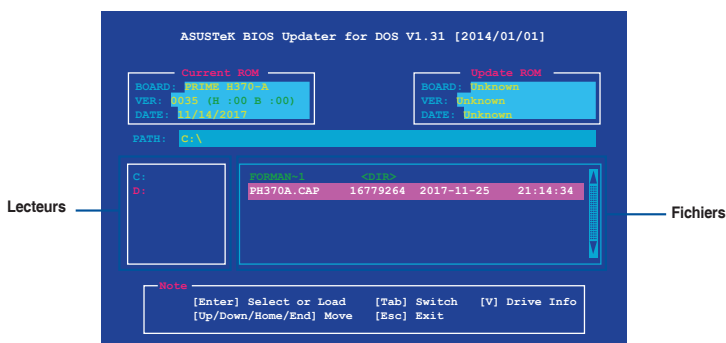 ASUSTeK BIOS Updater for DOS V1.31 [2014/01/01]
Current ROM
BOARD: PRIME H370-A
VER: 0035 (H :00 B :00)
DATE: 11/14/2017
Update ROM
BOARD: Unknown
VER: Unknown
DATE: Unknown
PATH: C:\
C:
D:
FORMAN~1 <DIR>
PH370A.CAP 16779264 2017-11-25 21:14:34
Lecteurs
Fichiers
Note
[Enter] Select or Load [Tab] Switch [V] Drive Info
[Up/Down/Home/End] Move [Esc] Exit